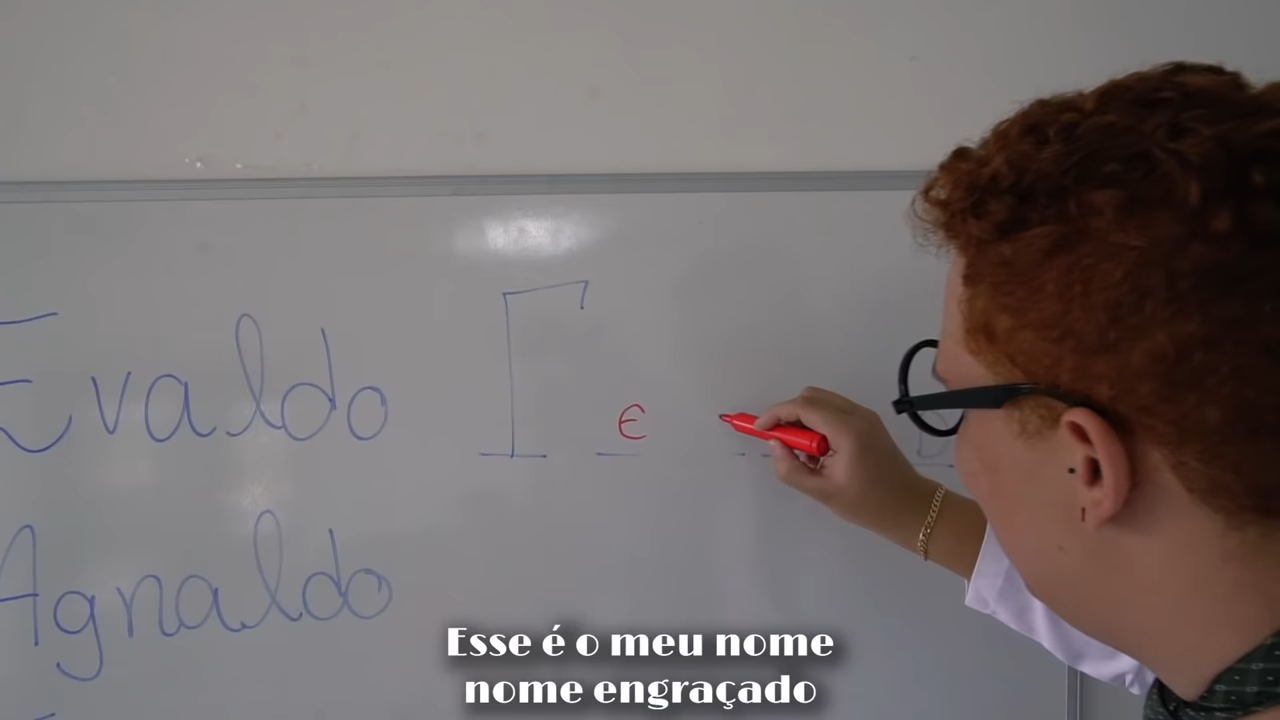 Evaldo
e
Agnaldo
Esse é o meu nome
nome engraçado